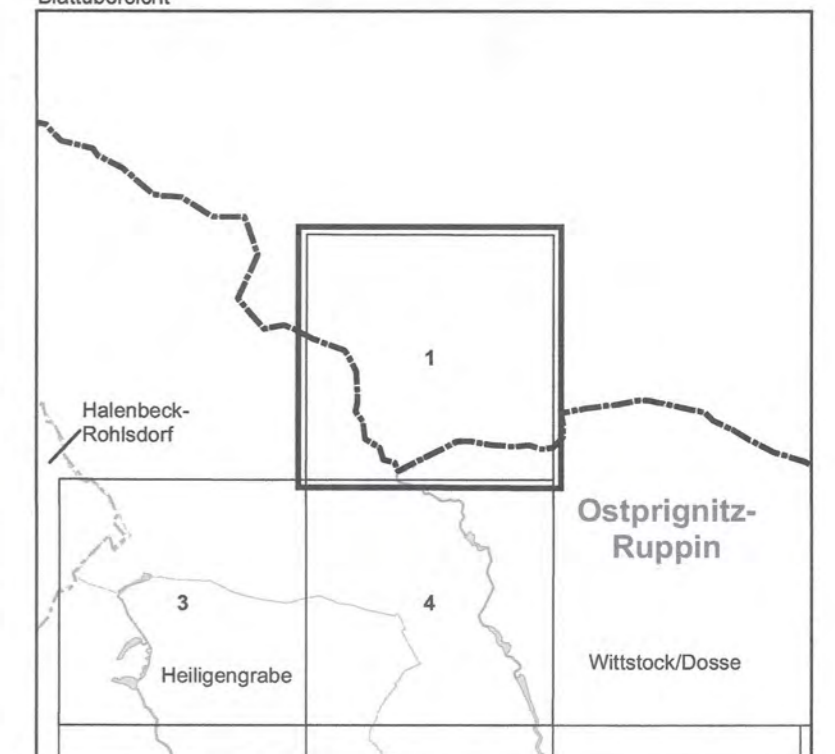 Blattübersicht
1
Halenbeck-
Rohlsdorf
Ostprignitz-
Ruppin
3
4
Wittstock/Dosse
Heiligengrabe